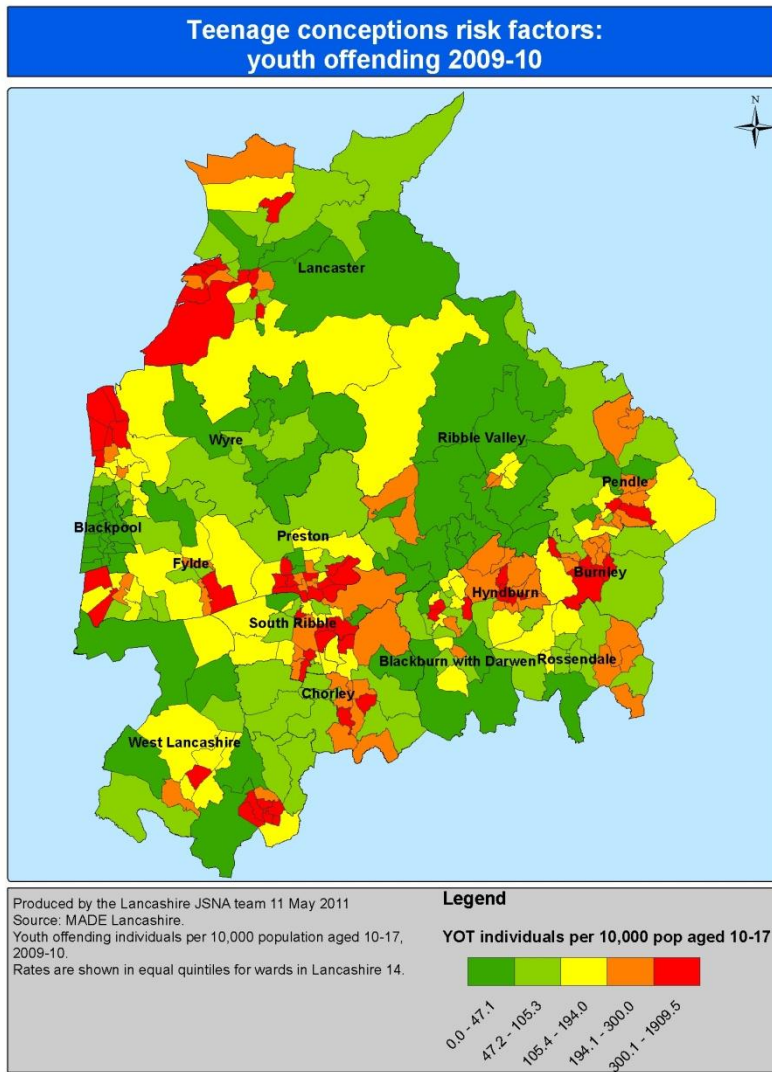 Teenage conceptions risk factors:
youth offending 2009-10
N
Lancaster
Wyre
Ribble Valley
Pendle
Blackpool
Preston
Fylde
Burnley
Hyndburn
South Ribble
Blackburn with Darwen
Rossendale
Chorley
West Lancashire
Produced by the Lancashire JSNA team 11 May 2011
Source: MADE Lancashire.
Youth offending individuals per 10,000 population aged 10-17,
2009-10.
Rates are shown in equal quintiles for wards in Lancashire 14.
Legend
YOT individuals per 10,000 pop aged 10-17
0.0 - 47.1
47.2 - 105.3
105.4 - 194.0
194.1 - 300.0
300.1 - 1909.5